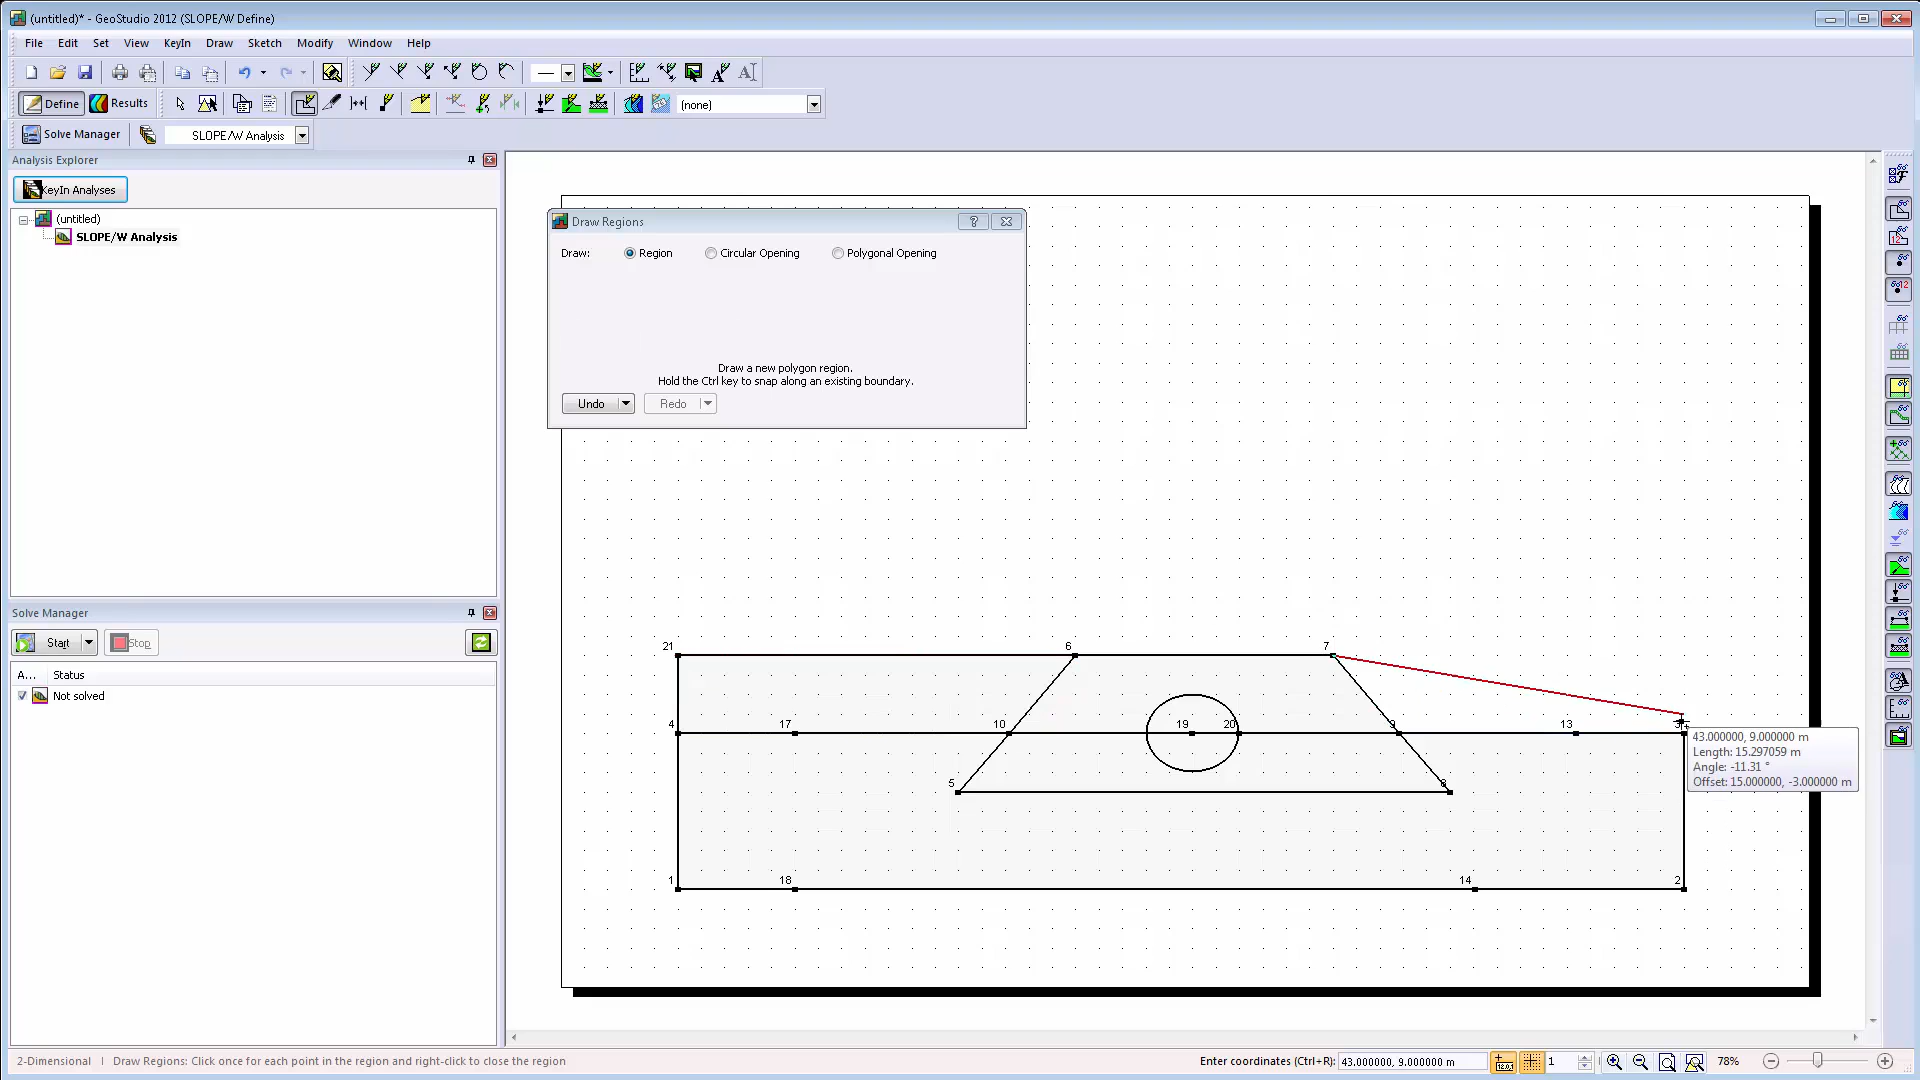 (untitled)* - GeoStudio 2012 (SLOPE/W Define)
File Edit Set View KeyIn Draw Sketch Modify Window Help
Define Results (none)
Solve Manager SLOPE/W Analysis
Analysis Explorer
KeyIn Analyses
(untitled)
SLOPE/W Analysis
Draw Regions
Draw: Region Circular Opening Polygonal Opening
Draw a new polygon region.
Hold the Ctrl key to snap along an existing boundary.
Undo Redo
Solve Manager
Start Stop
A... Status
Not solved
21 6 7
4 17 10 19 20 9 13 3
43.000000, 9.000000 m
Length: 15.297059 m
Angle: -11.31 °
Offset: 15.000000, -3.000000 m
5 8
1 18 14 2
2-Dimensional | Draw Regions: Click once for each point in the region and right-click to close the region
Enter coordinates (Ctrl+R): 43.000000, 9.000000 m 1 78%